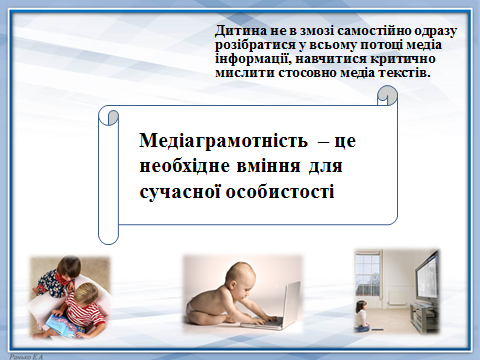 Дитина не в змозі самостійно одразу
розібратися у всьому потоці медіа
інформації, навчитися критично
мислити стосовно медіа текстів.
Медіаграмотність – це
необхідне вміння для
сучасної особистості
Ранько Е.А.